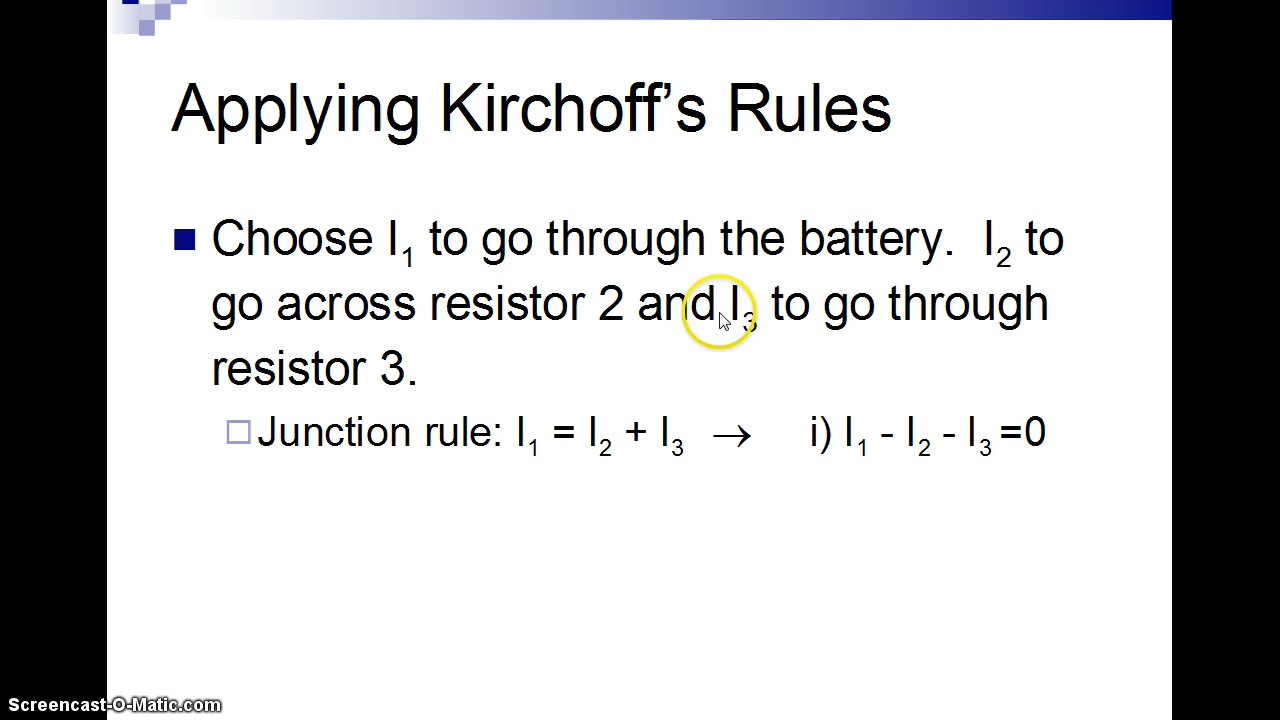 Applying Kirchoff’s Rules
Choose I₁ to go through the battery. I₂ to
go across resistor 2 and I₃ to go through
resistor 3.
Junction rule: I₁ = I₂ + I₃ → i) I₁ - I₂ - I₃ =0
Screencast-O-Matic.com